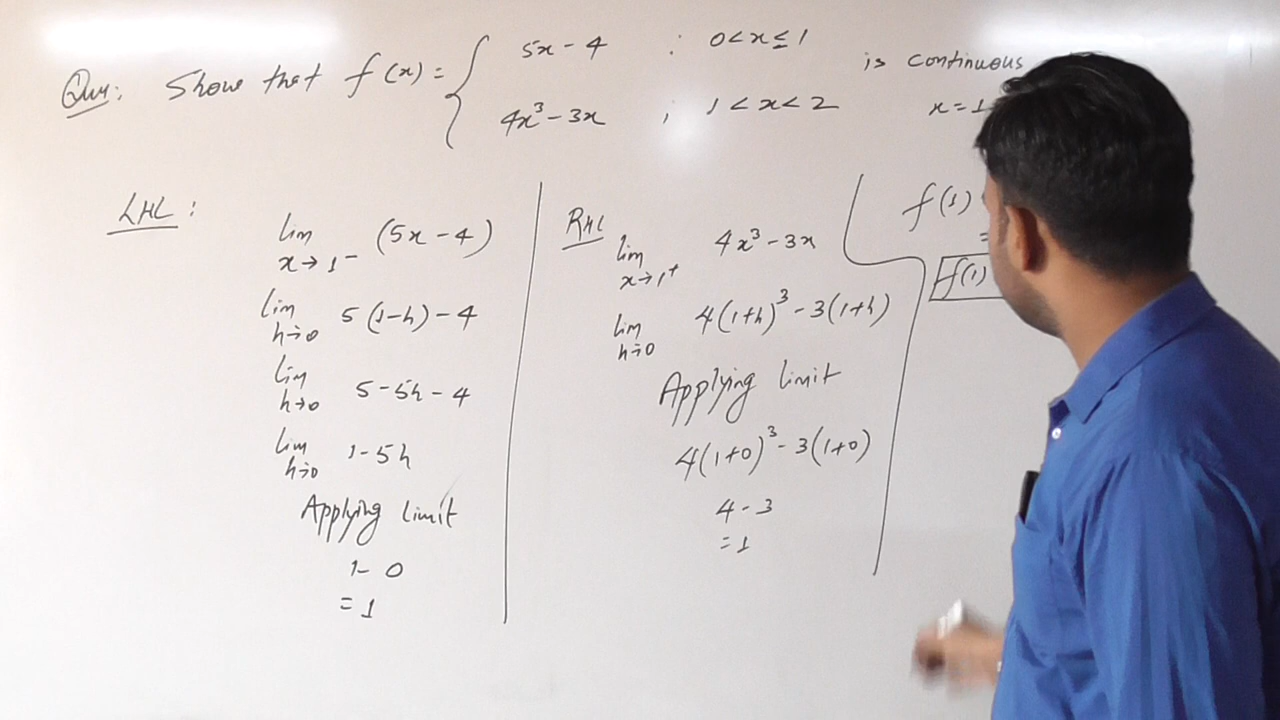 Que: Show that f(x) = { 5x - 4 ; 0 < x ≤ 1
4x³ - 3x ; 1 < x < 2
is continuous
x = 1
LHL :
lim x→1⁻ (5x - 4)
lim h→0 5(1-h) - 4
lim h→0 5 - 5h - 4
lim h→0 1 - 5h
Applying limit
1 - 0
= 1
RHL
lim x→1⁺ 4x³ - 3x
lim h→0 4(1+h)³ - 3(1+h)
Applying limit
4(1+0)³ - 3(1+0)
4 - 3
= 1
f(1) =
=
f(1)